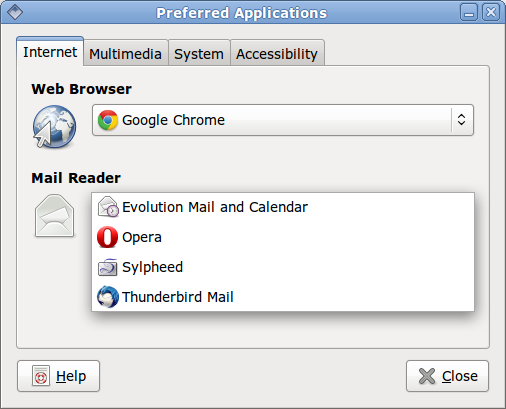 Preferred Applications
Internet Multimedia System Accessibility
Web Browser
Google Chrome
Mail Reader
Evolution Mail and Calendar
Opera
Sylpheed
Thunderbird Mail
Help Close